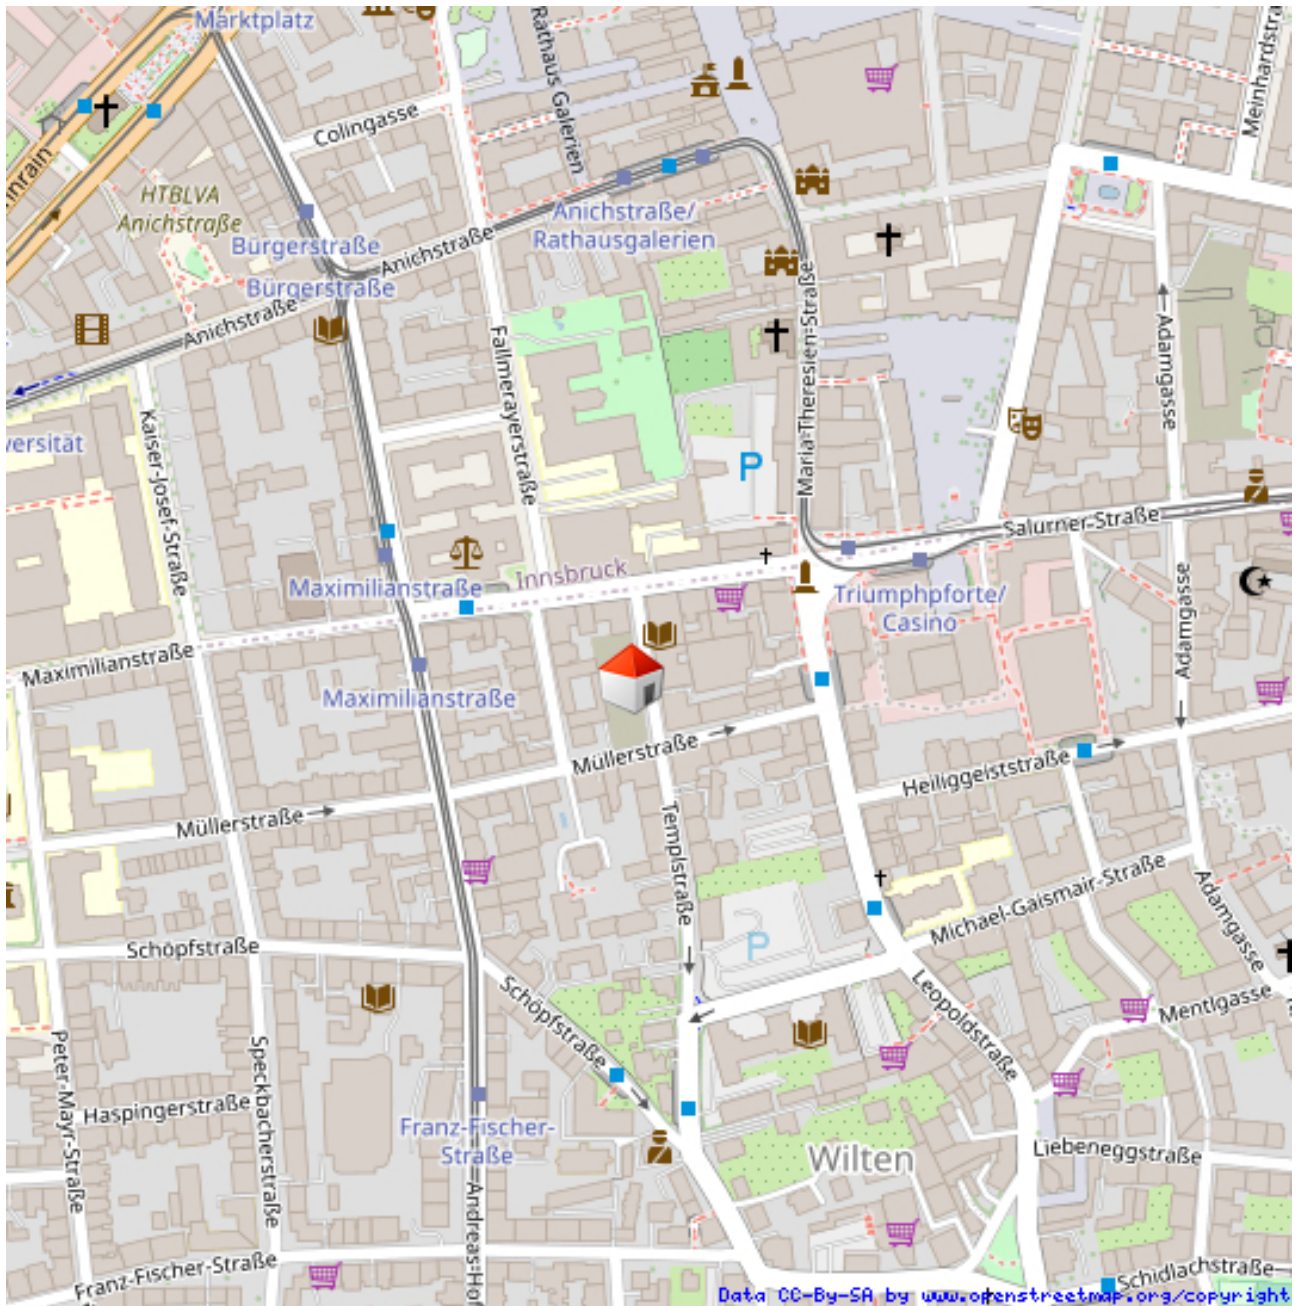 Marktplatz
Rathaus Galerien
Meinhardstra
Colingasse
nnrain
HTBLVA
Anichstraße
Bürgerstraße
Bürgerstraße
Anichstraße
Anichstraße/
Rathausgalerien
Anichstraße
Maria-Theresien-Straße
Adamgasse
Fallmerayerstraße
Kaiser-Josef-Straße
versität
P
Salurner-Straße
Innsbruck
Maximilianstraße
Triumphpforte/
Casino
Adamgasse
Maximilianstraße
Maximilianstraße
Müllerstraße
Heiliggeiststraße
Müllerstraße
Templstraße
Michael-Gaismair-Straße
Adamgasse
Schöpfstraße
P
Schöpfstraße
Leopoldstraße
Mentlgasse
Peter-Mayr-Straße
Speckbacherstraße
Haspingerstraße
Franz-Fischer-
Straße
Wilten
Liebeneggstraße
Andreas-Hof
Franz-Fischer-Straße
Schidlachstraße
Data CC-By-SA by www.openstreetmap.org/copyright